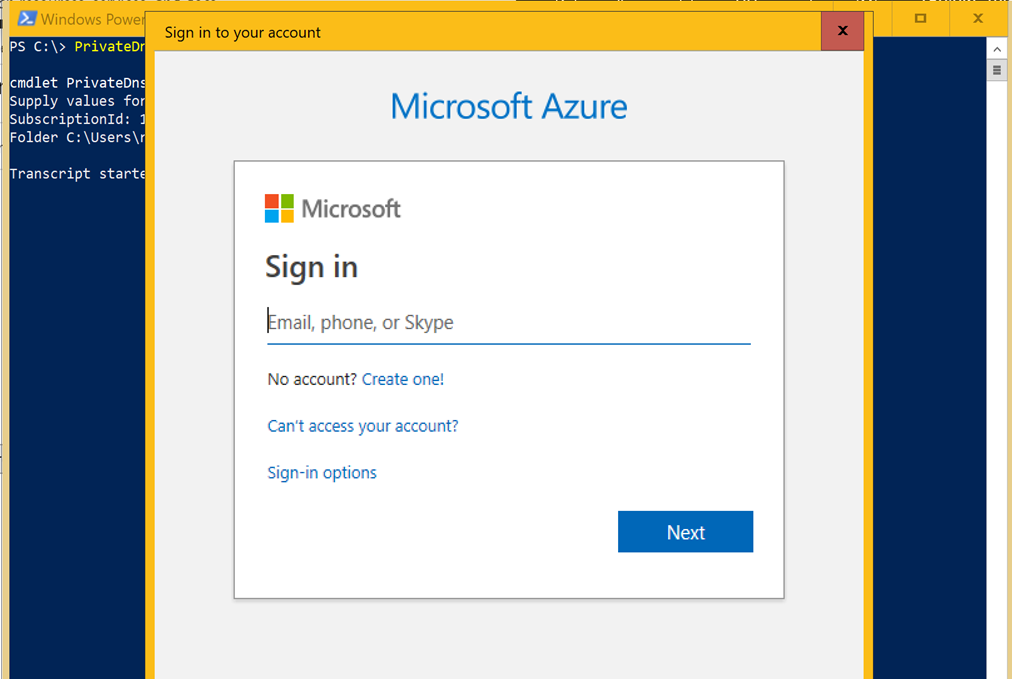 Windows Power
Sign in to your account
PS C:\> PrivateDn
cmdlet PrivateDns
Supply values for
SubscriptionId: 1
Folder C:\Users\
Transcript starte
Microsoft Azure
Microsoft
Sign in
Email, phone, or Skype
No account? Create one!
Can't access your account?
Sign-in options
Next